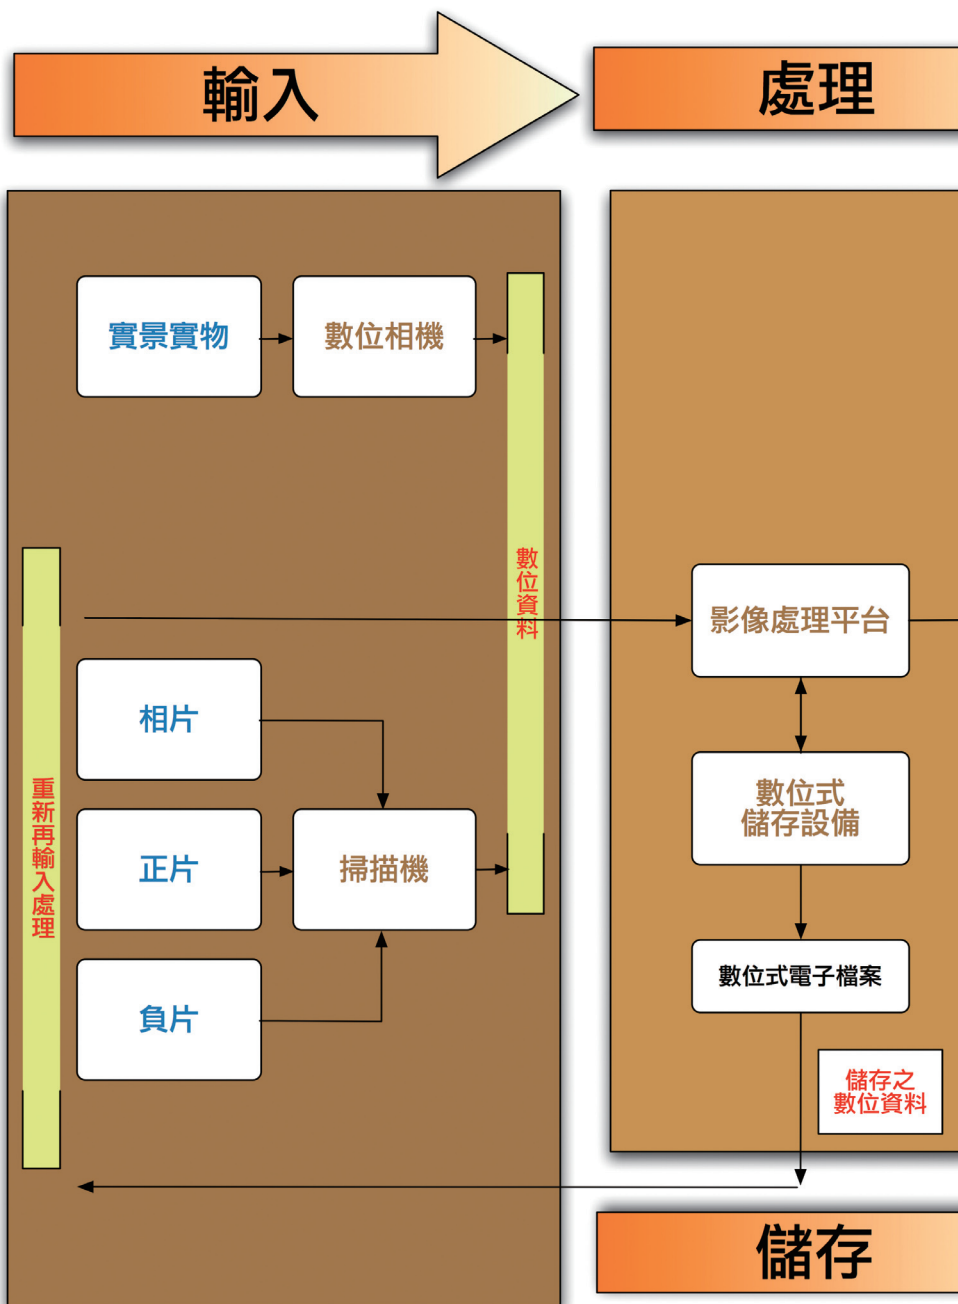 輸入
處理
實景實物
數位相機
數位資料
影像處理平台
相片
重新再輸入處理
數位式
儲存設備
正片
掃描機
數位式電子檔案
負片
儲存之
數位資料
儲存